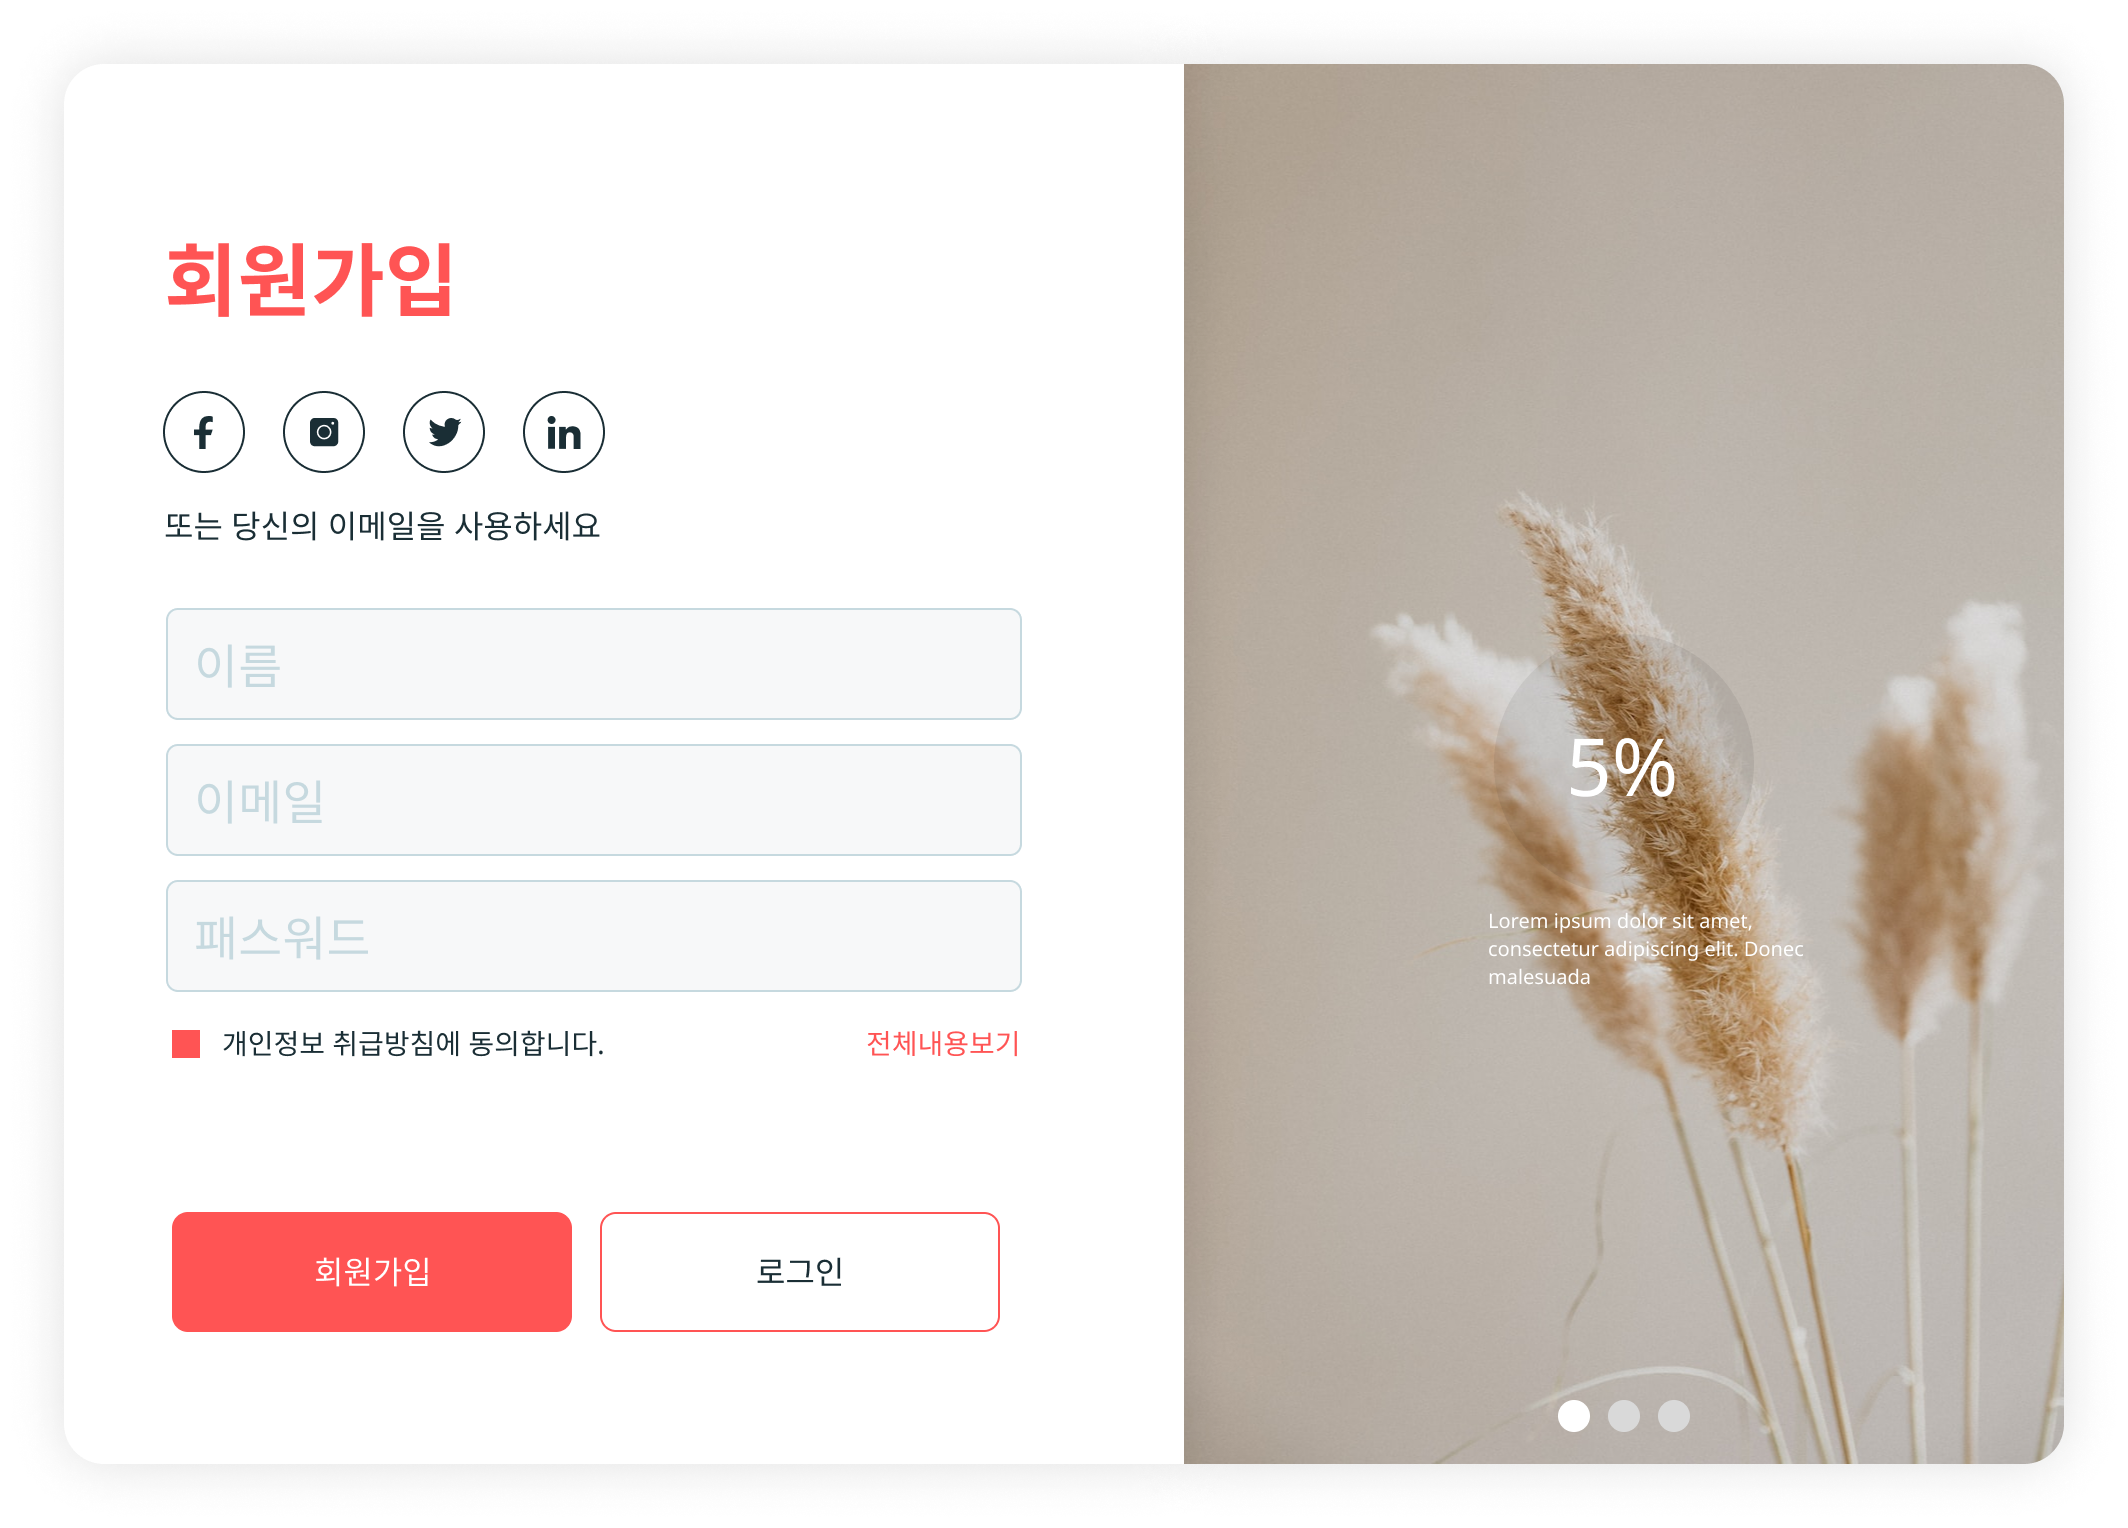 회원가입
또는 당신의 이메일을 사용하세요
이름
이메일
패스워드
개인정보 취급방침에 동의합니다.
전체내용보기
회원가입
로그인
5%
Lorem ipsum dolor sit amet,
consectetur adipiscing elit. Donec
malesuada